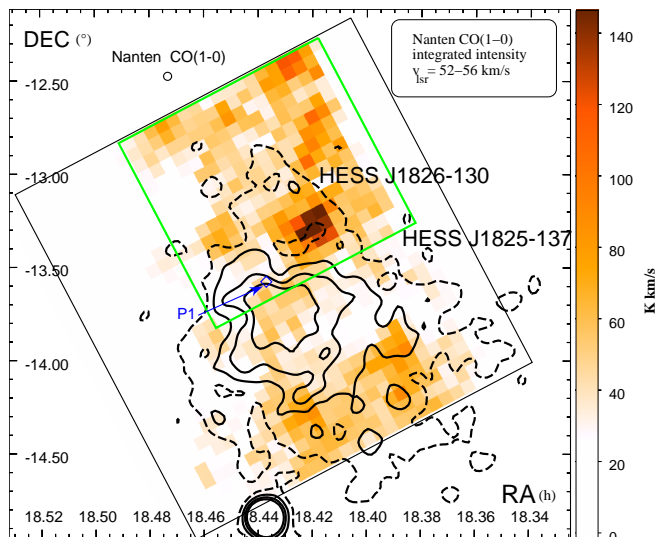 DEC (°)
Nanten CO(1-0)
Nanten CO(1–0)
integrated intensity
v_lsr = 52–56 km/s
HESS J1826-130
HESS J1825-137
P1
-12.50
-13.00
-13.50
-14.00
-14.50
RA (h)
18.52 18.50 18.48 18.46 18.44 18.42 18.40 18.38 18.36 18.34
140
120
100
80
60
40
20
0
K km/s